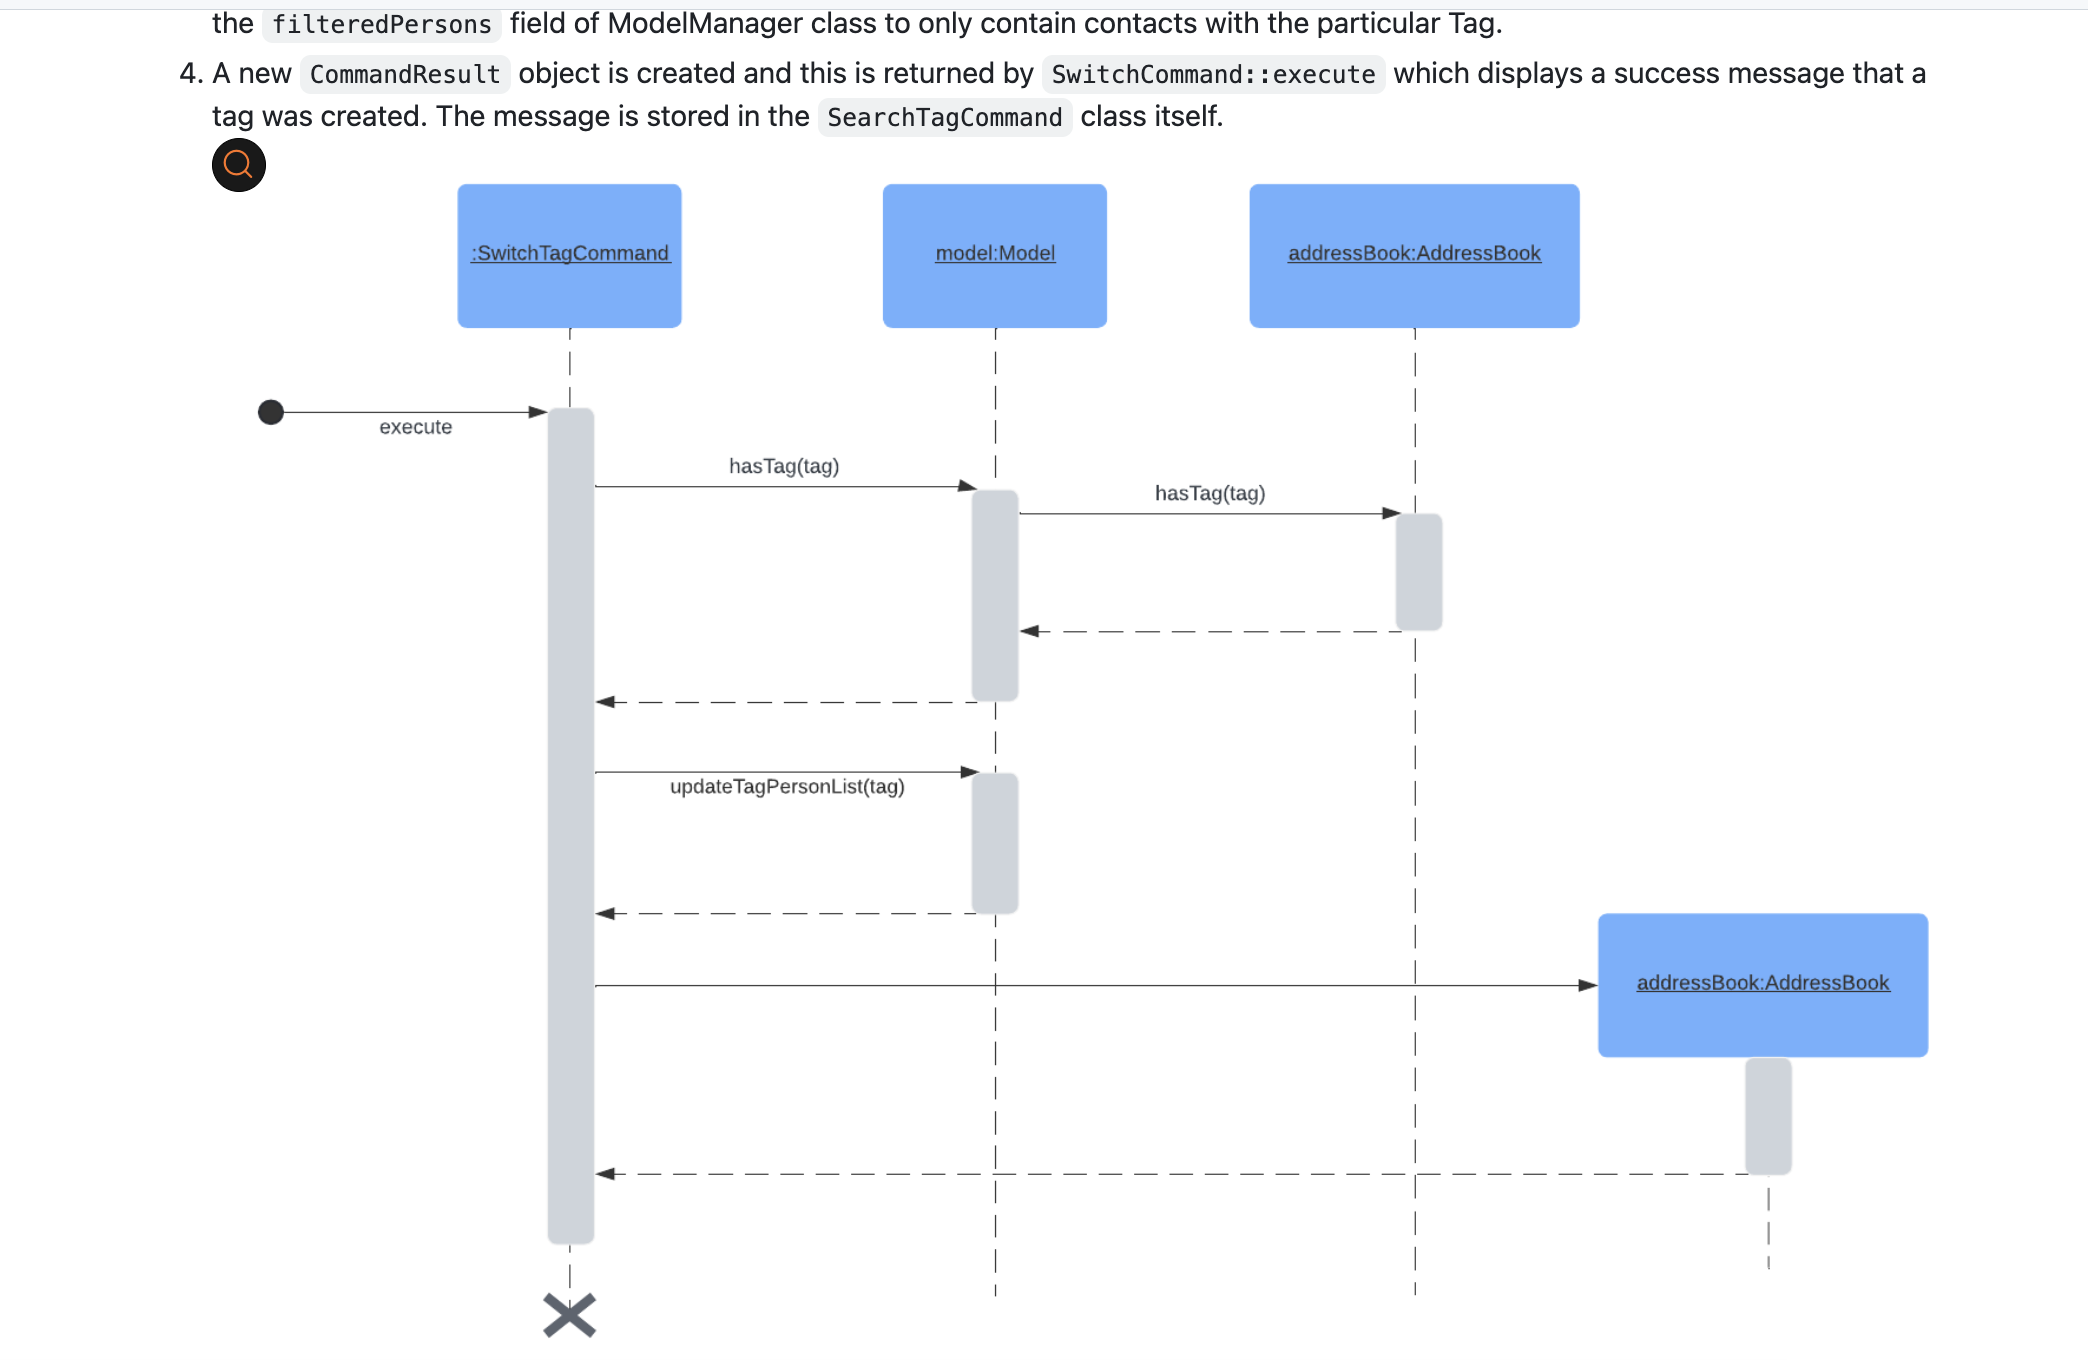 the filteredPersons field of ModelManager class to only contain contacts with the particular Tag.
4. A new CommandResult object is created and this is returned by SwitchCommand::execute which displays a success message that a
tag was created. The message is stored in the SearchTagCommand class itself.
:SwitchTagCommand
model:Model
addressBook:AddressBook
execute
hasTag(tag)
hasTag(tag)
updateTagPersonList(tag)
addressBook:AddressBook